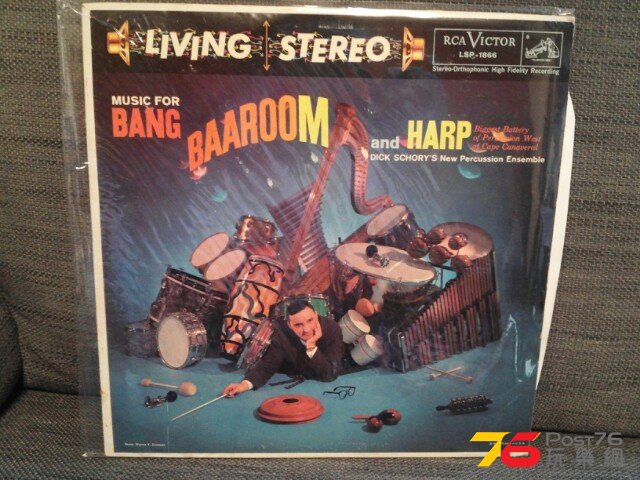 LIVING STEREO
RCA VICTOR
LSP-1866
Stereo-Orthophonic High Fidelity Recording
MUSIC FOR
BANG
BAAROOM
and HARP
Biggest Battery
of Percussion West
of Cape Canaveral
DICK SCHORY'S New Percussion Ensemble
76 Post76
玩樂網